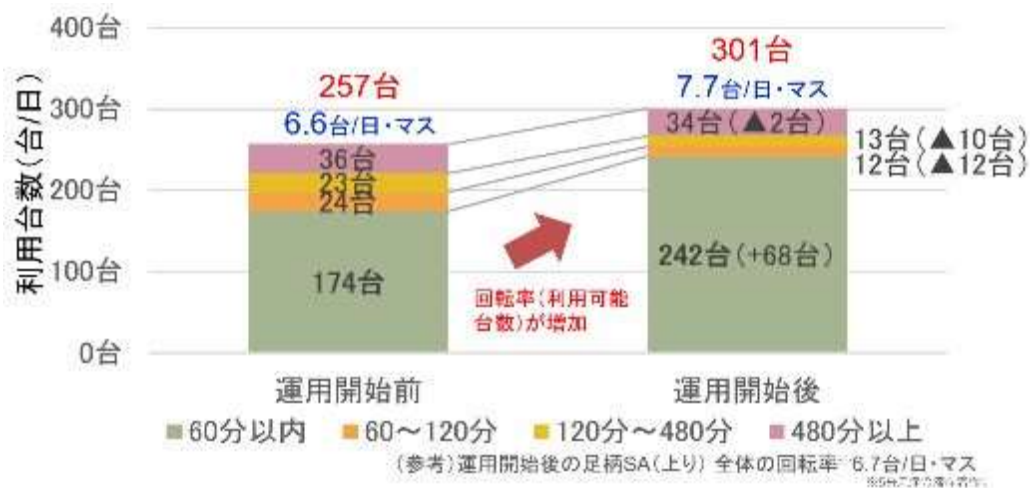 利用台数(台/日)
400台
300台
200台
100台
0台
257台
6.6台/日・マス
36台
23台
24台
174台
301台
7.7台/日・マス
34台(▲2台)
13台(▲10台)
12台(▲12台)
242台(+68台)
回転率(利用可能
台数)が増加
運用開始前
運用開始後
60分以内
60～120分
120分～480分
480分以上
(参考)運用開始後の足柄SA(上り) 全体の回転率 6.7台/日・マス